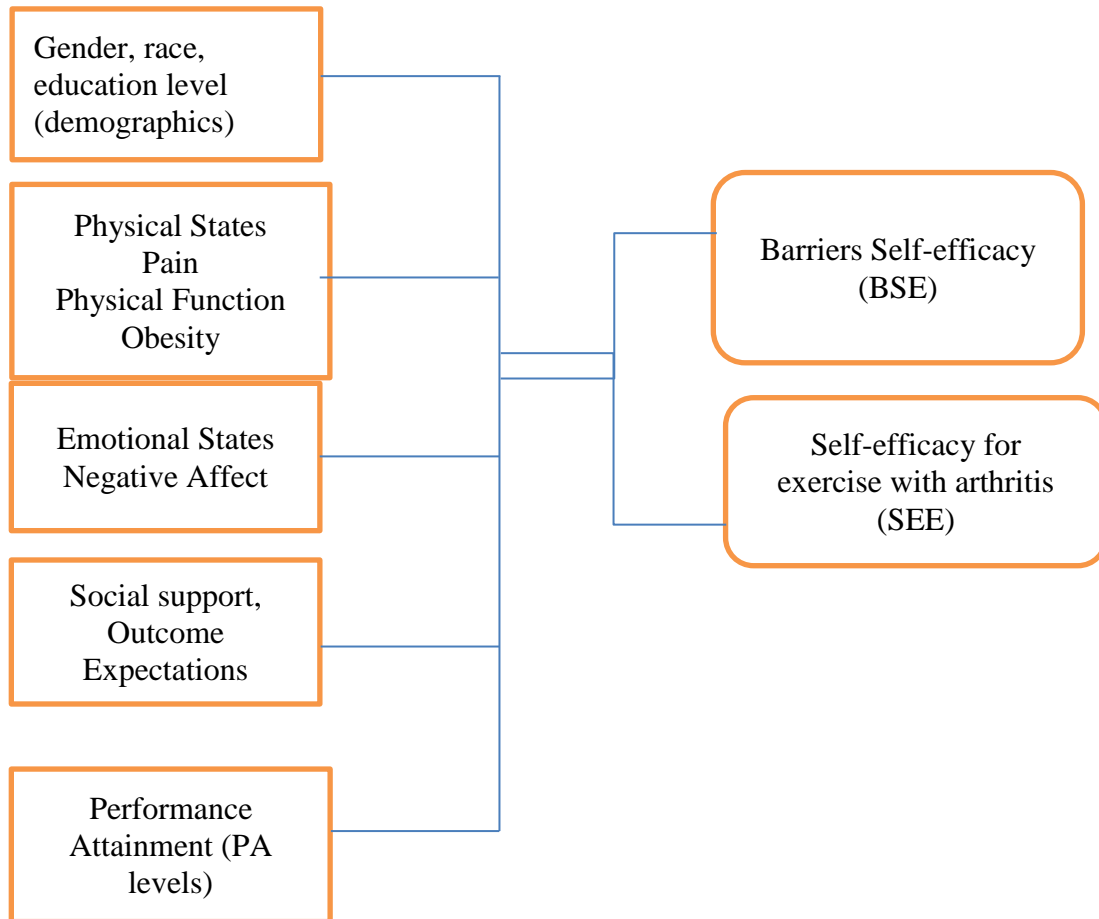 Gender, race,
education level
(demographics)
Physical States
Pain
Physical Function
Obesity
Emotional States
Negative Affect
Social support,
Outcome
Expectations
Performance
Attainment (PA
levels)
Barriers Self-efficacy
(BSE)
Self-efficacy for
exercise with arthritis
(SEE)